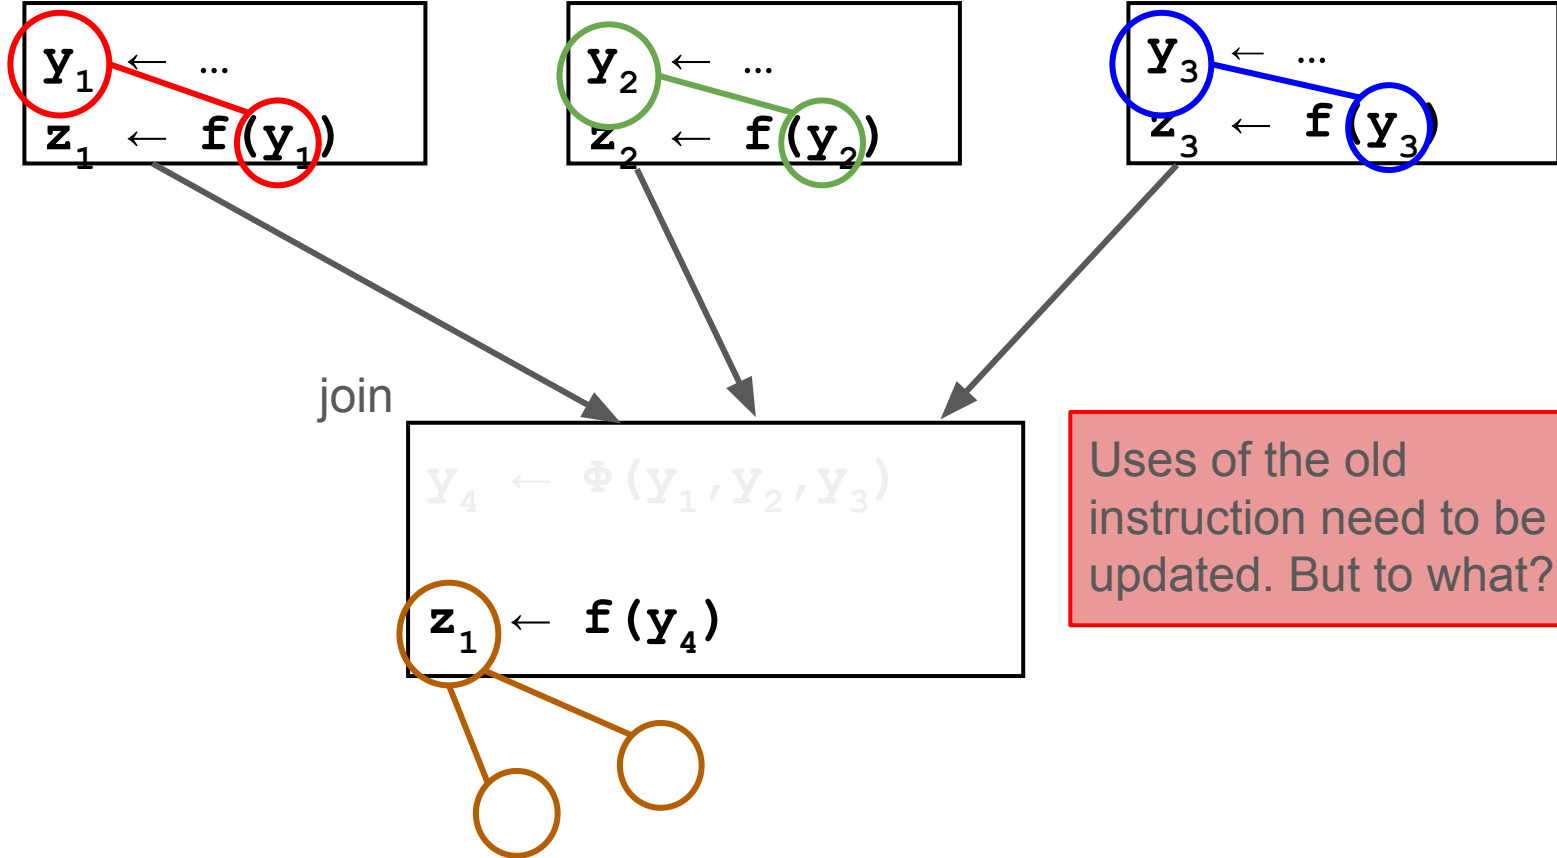 y₁ ← ...
z₁ ← f(y₁)
y₂ ← ...
z₂ ← f(y₂)
y₃ ← ...
z₃ ← f(y₃)
join
y₄ ← Φ(y₁,y₂,y₃)
z₁ ← f(y₄)
Uses of the old
instruction need to be
updated. But to what?